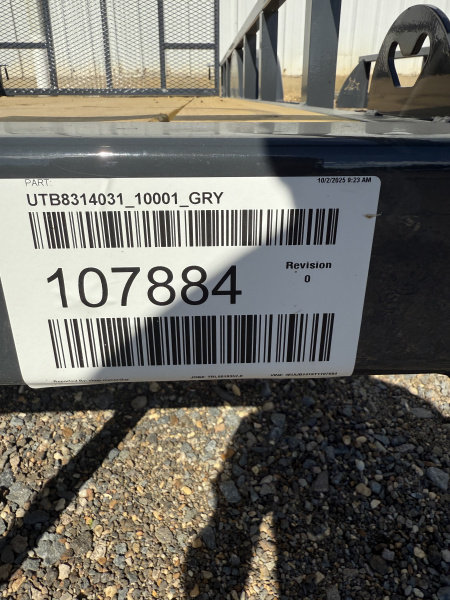 PART:
10/2/2025 9:23 AM
UTB8314031_10001_GRY
107884
Revision
0